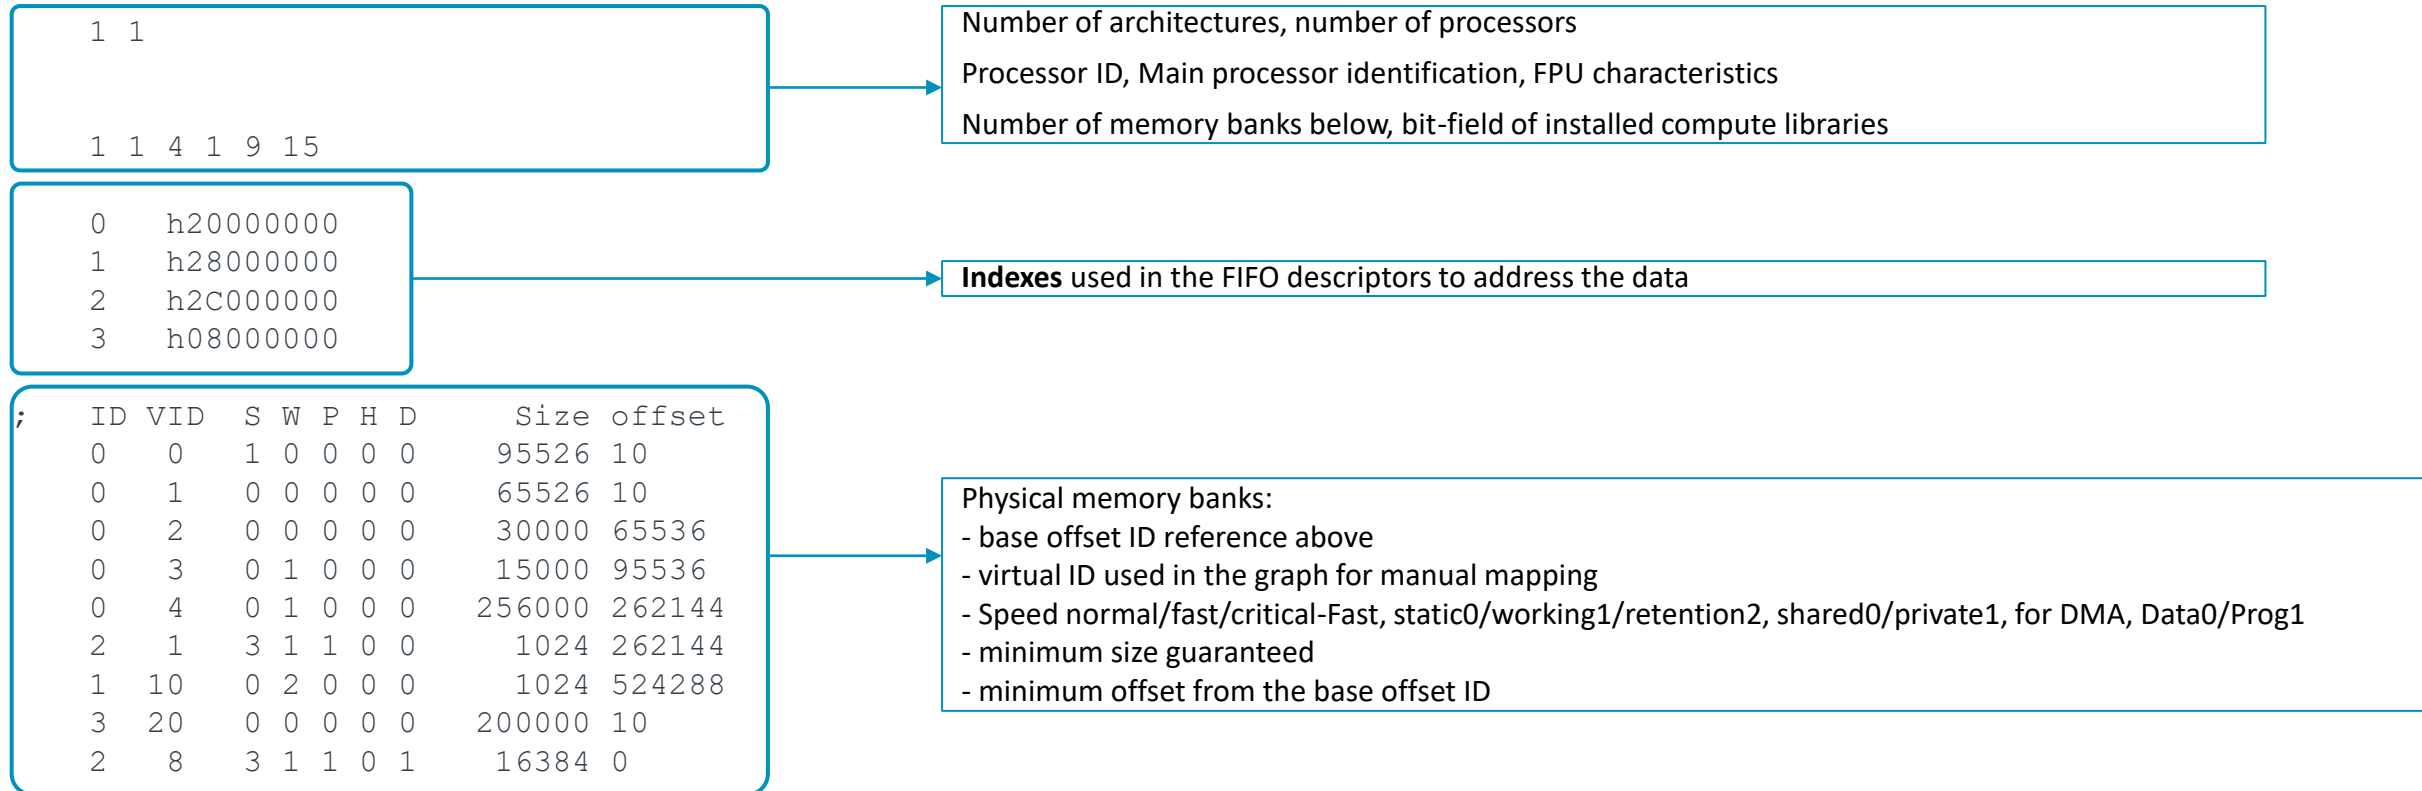 1 1
1 1 4 1 9 15
Number of architectures, number of processors
Processor ID, Main processor identification, FPU characteristics
Number of memory banks below, bit-field of installed compute libraries
0 h20000000
1 h28000000
2 h2C000000
3 h08000000
Indexes used in the FIFO descriptors to address the data
; ID VID S W P H D Size offset
0 0 1 0 0 0 0 95526 10
0 1 0 0 0 0 0 65526 10
0 2 0 0 0 0 0 30000 65536
0 3 0 1 0 0 0 15000 95536
0 4 0 1 0 0 0 256000 262144
2 1 3 1 1 0 0 1024 262144
1 10 0 2 0 0 0 1024 524288
3 20 0 0 0 0 0 200000 10
2 8 3 1 1 0 1 16384 0
Physical memory banks:
- base offset ID reference above
- virtual ID used in the graph for manual mapping
- Speed normal/fast/critical-Fast, static0/working1/retention2, shared0/private1, for DMA, Data0/Prog1
- minimum size guaranteed
- minimum offset from the base offset ID